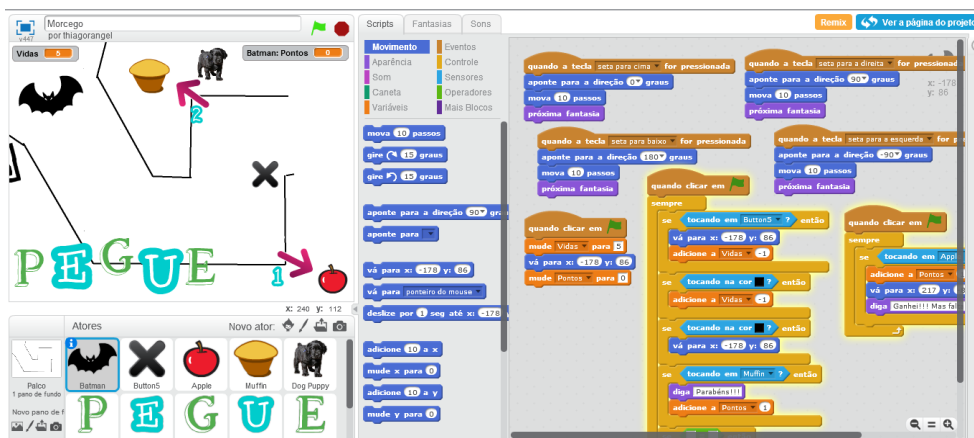 Morcego
por thiagorangel
v447
Scripts
Fantasias
Sons
Remix
Ver a página do projeto
Vidas 5
Batman: Pontos 0
2
1
PEGUE
x: 240 y: 112
Movimento
Aparência
Som
Caneta
Variáveis
Eventos
Controle
Sensores
Operadores
Mais Blocos
mova 10 passos
gire 15 graus
gire 15 graus
aponte para a direção 90 grau
aponte para
vá para x: -178 y: 86
vá para ponteiro do mouse
deslize por 1 seg até x: -178
adicione 10 a x
mude x para 0
adicione 10 a y
mude y para 0
quando a tecla seta para cima for pressionada
aponte para a direção 0 graus
mova 10 passos
próxima fantasia
quando a tecla seta para a direita for pressionada
aponte para a direção 90 graus
mova 10 passos
próxima fantasia
x: -178
y: 86
quando a tecla seta para baixo for pressionada
aponte para a direção 180 graus
mova 10 passos
próxima fantasia
quando a tecla seta para a esquerda for p
aponte para a direção -90 graus
mova 10 passos
próxima fantasia
quando clicar em
mude Vidas para 5
vá para x: -178 y: 86
mude Pontos para 0
quando clicar em
sempre
se tocando em Button5 ? então
vá para x: -178 y: 86
adicione a Vidas -1
se tocando na cor ? então
adicione a Vidas -1
se tocando na cor ? então
vá para x: -178 y: 86
se tocando em Muffin ? então
diga Parabéns!!!
adicione a Pontos 1
quando clicar em
sempre
se tocando em Appl
adicione a Pontos
vá para x: 217 y:
diga Ganhei!!! Mas fal
Atores
Novo ator:
Palco
1 pano de fundo
Novo pano de f
Batman
Button5
Apple
Muffin
Dog Puppy
P
E
G
U
E